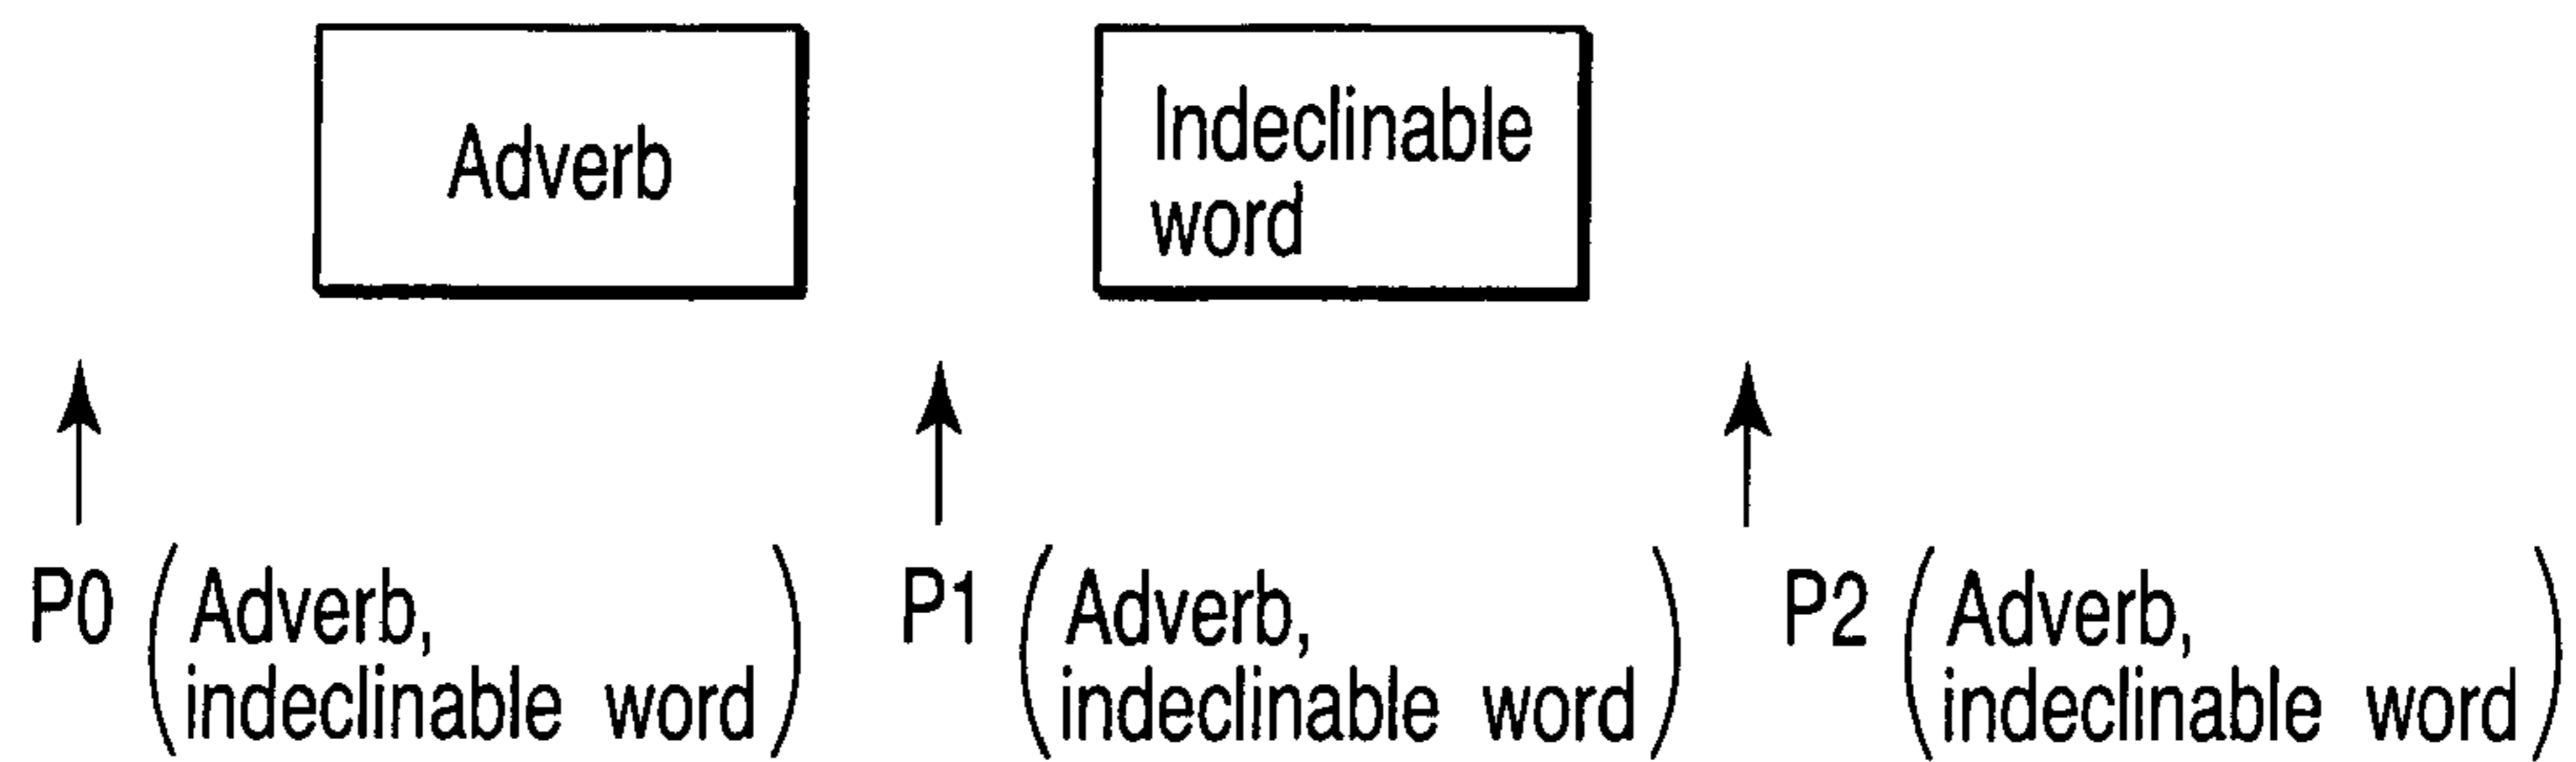 Adverb
Indeclinable
word
P0 (Adverb,
indeclinable word)
P1 (Adverb,
indeclinable word)
P2 (Adverb,
indeclinable word)